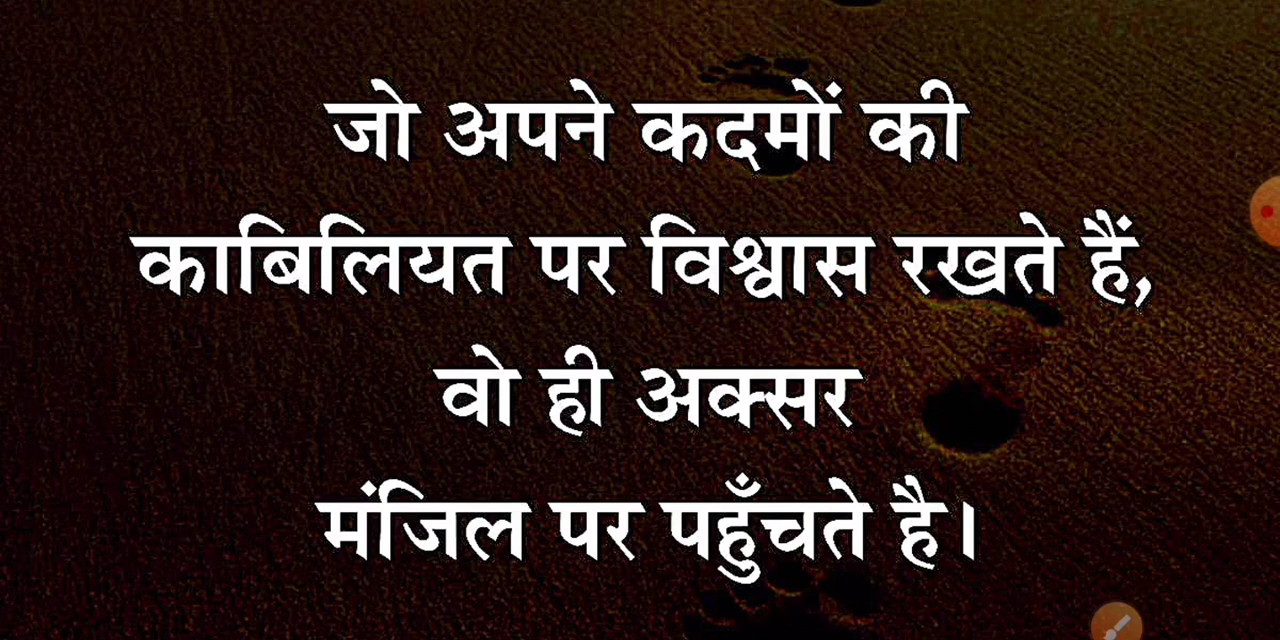 जो अपने कदमों की
काबिलियत पर विश्वास रखते हैं,
वो ही अक्सर
मंजिल पर पहुँचते है।